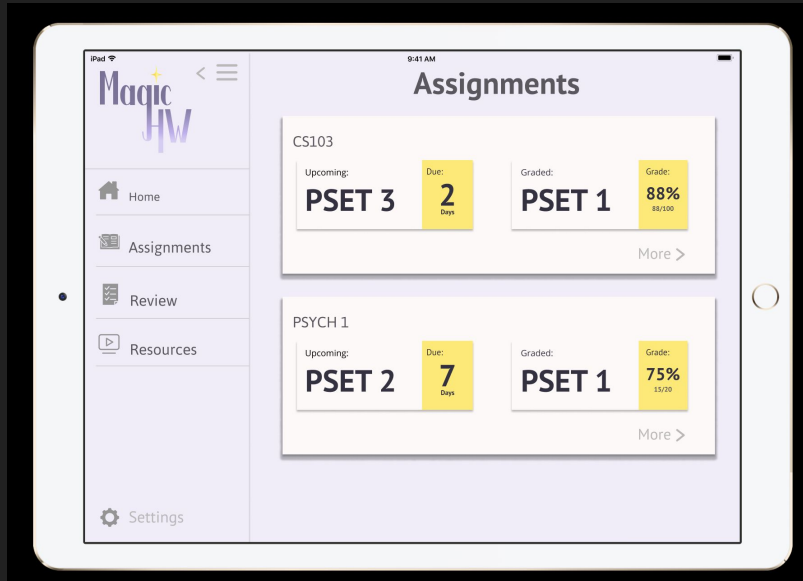 iPad
9:41 AM
Magic
HW
Home
Assignments
Review
Resources
Settings
Assignments
CS103
Upcoming:
PSET 3
Due:
2
Days
Graded:
PSET 1
Grade:
88%
88/100
More >
PSYCH 1
Upcoming:
PSET 2
Due:
7
Days
Graded:
PSET 1
Grade:
75%
15/20
More >